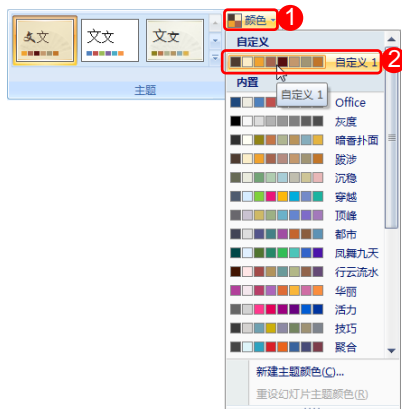 文文 文文 文文
主题
颜色 1
自定义
自定义 1 2
自定义 1
内置
Office
灰度
暗香扑面
跋涉
沉稳
穿越
顶峰
都市
凤舞九天
行云流水
华丽
活力
技巧
聚合
新建主题颜色(C)...
重设幻灯片主题颜色(R)